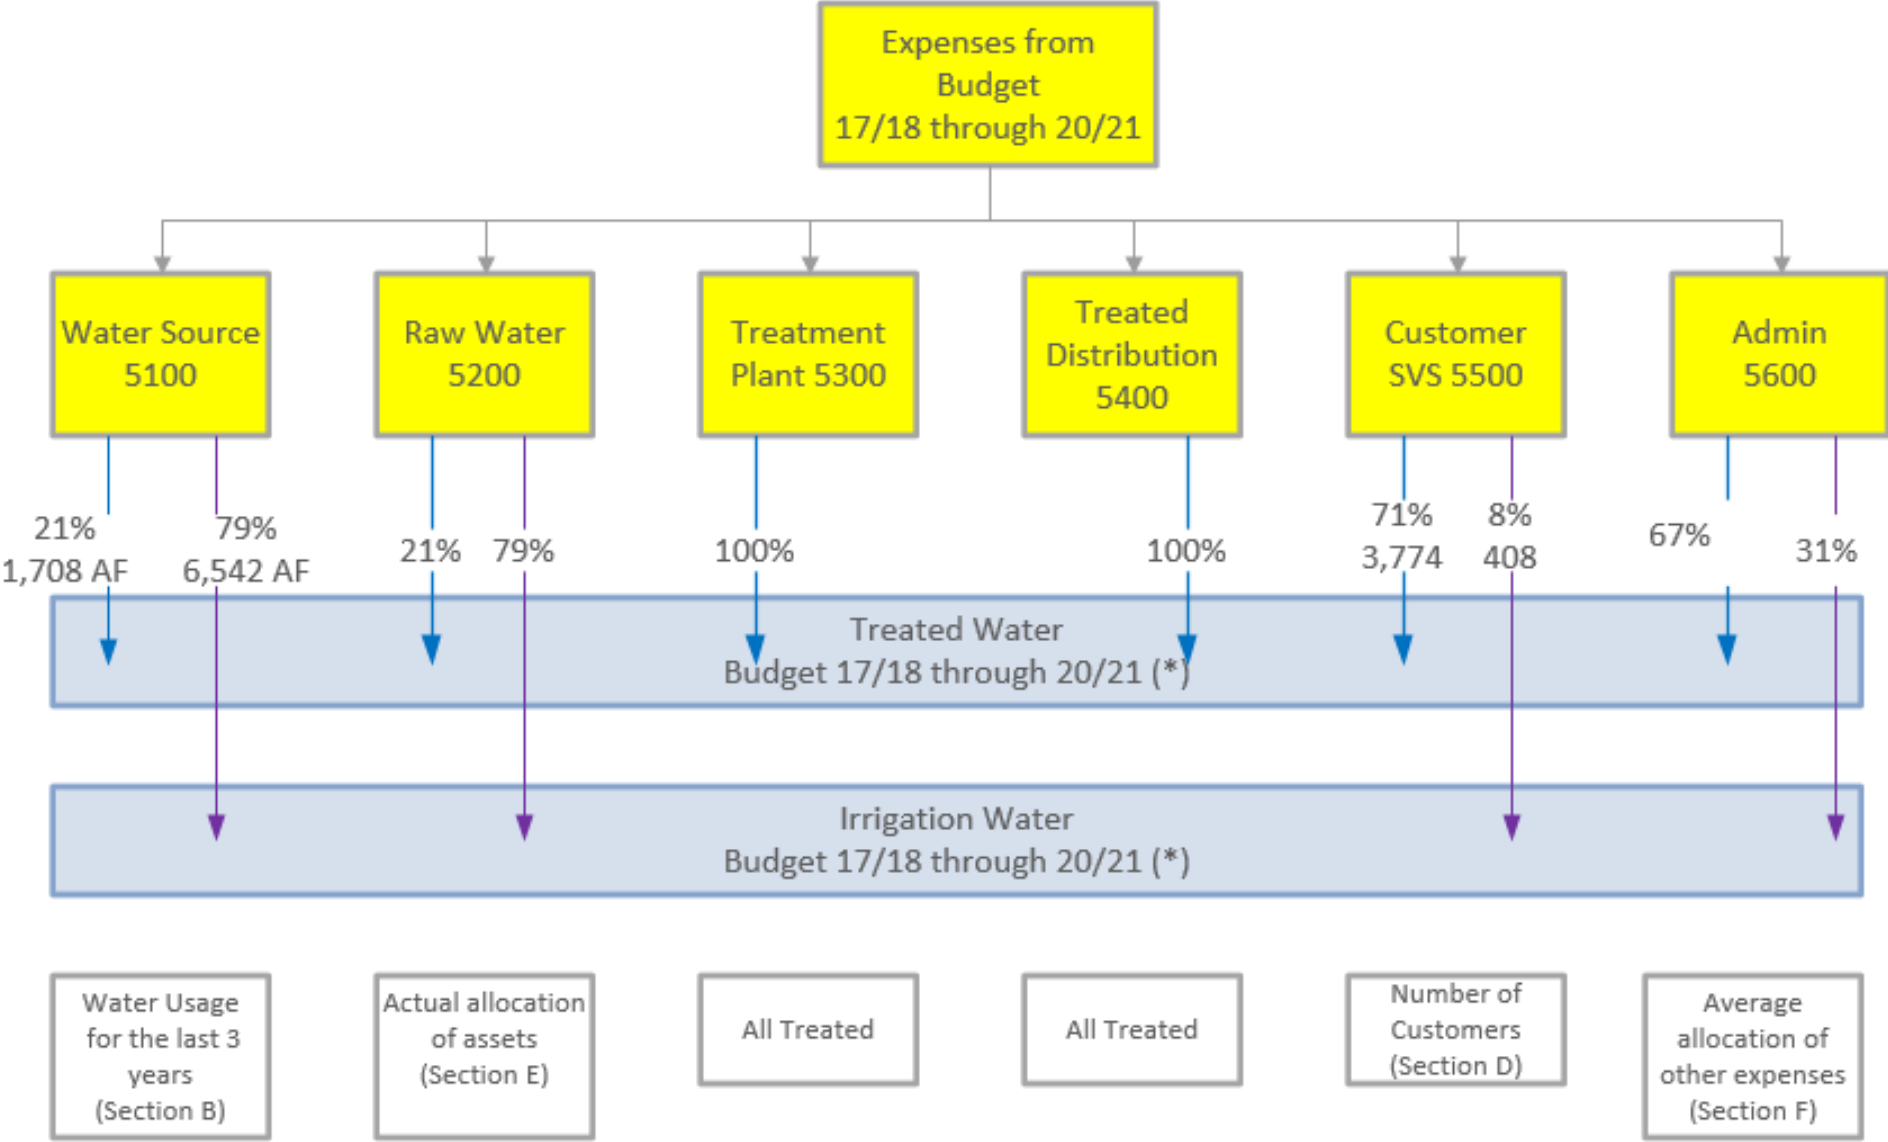 Expenses from
Budget
17/18 through 20/21
Water Source
5100
Raw Water
5200
Treatment
Plant 5300
Treated
Distribution
5400
Customer
SVS 5500
Admin
5600
21%
1,708 AF
79%
6,542 AF
21%
79%
100%
100%
71%
3,774
8%
408
67%
31%
Treated Water
Budget 17/18 through 20/21 (*)
Irrigation Water
Budget 17/18 through 20/21 (*)
Water Usage
for the last 3
years
(Section B)
Actual allocation
of assets
(Section E)
All Treated
All Treated
Number of
Customers
(Section D)
Average
allocation of
other expenses
(Section F)